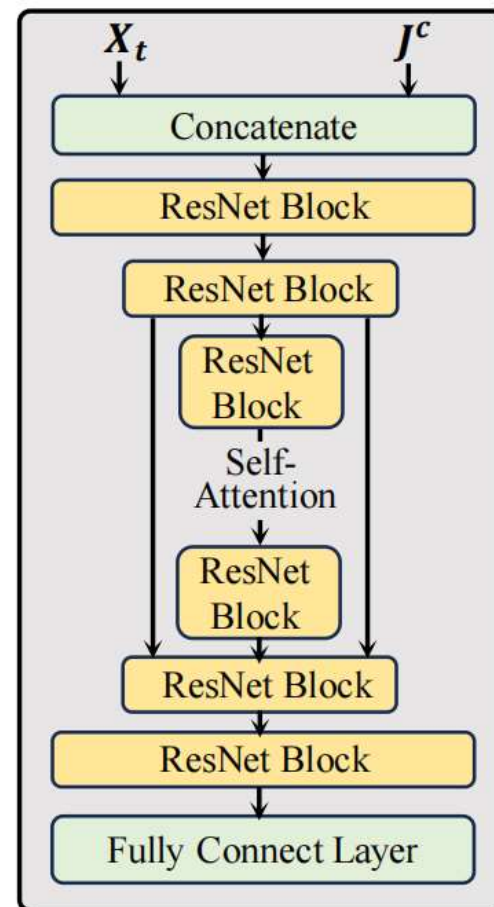 X_t J^c
Concatenate
ResNet Block
ResNet Block
ResNet
Block
Self-
Attention
ResNet
Block
ResNet Block
ResNet Block
Fully Connect Layer